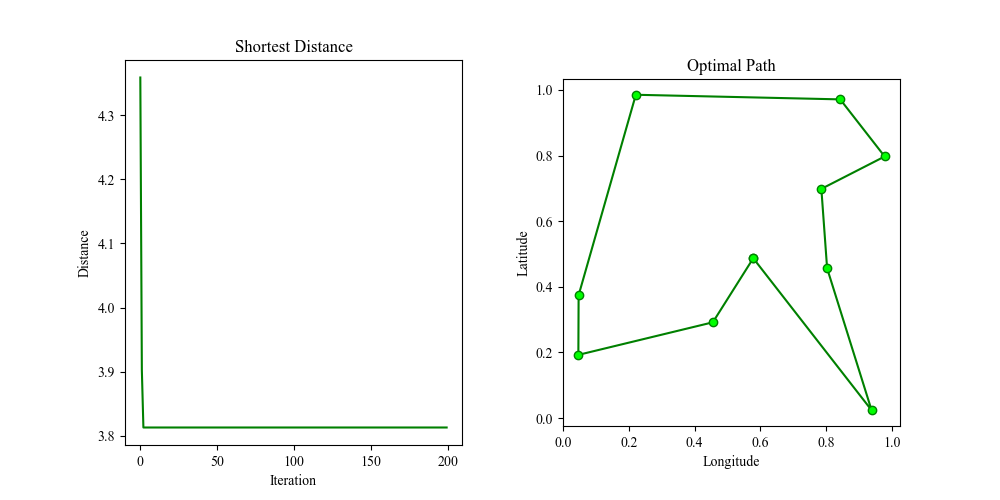 Shortest Distance
Distance
4.3
4.2
4.1
4.0
3.9
3.8
0 50 100 150 200
Iteration
Optimal Path
Latitude
1.0
0.8
0.6
0.4
0.2
0.0
0.0 0.2 0.4 0.6 0.8 1.0
Longitude